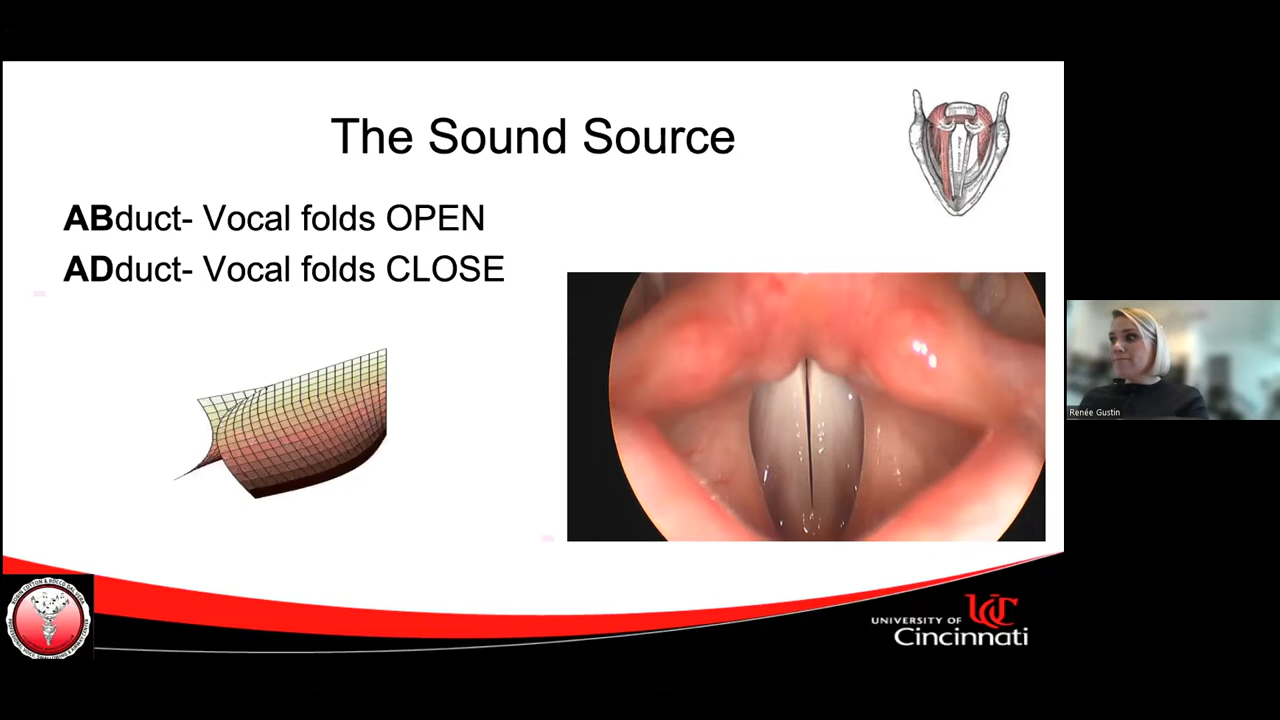 The Sound Source
ABduct- Vocal folds OPEN
ADduct- Vocal folds CLOSE
Renée Gustin
UNIVERSITY OF
Cincinnati